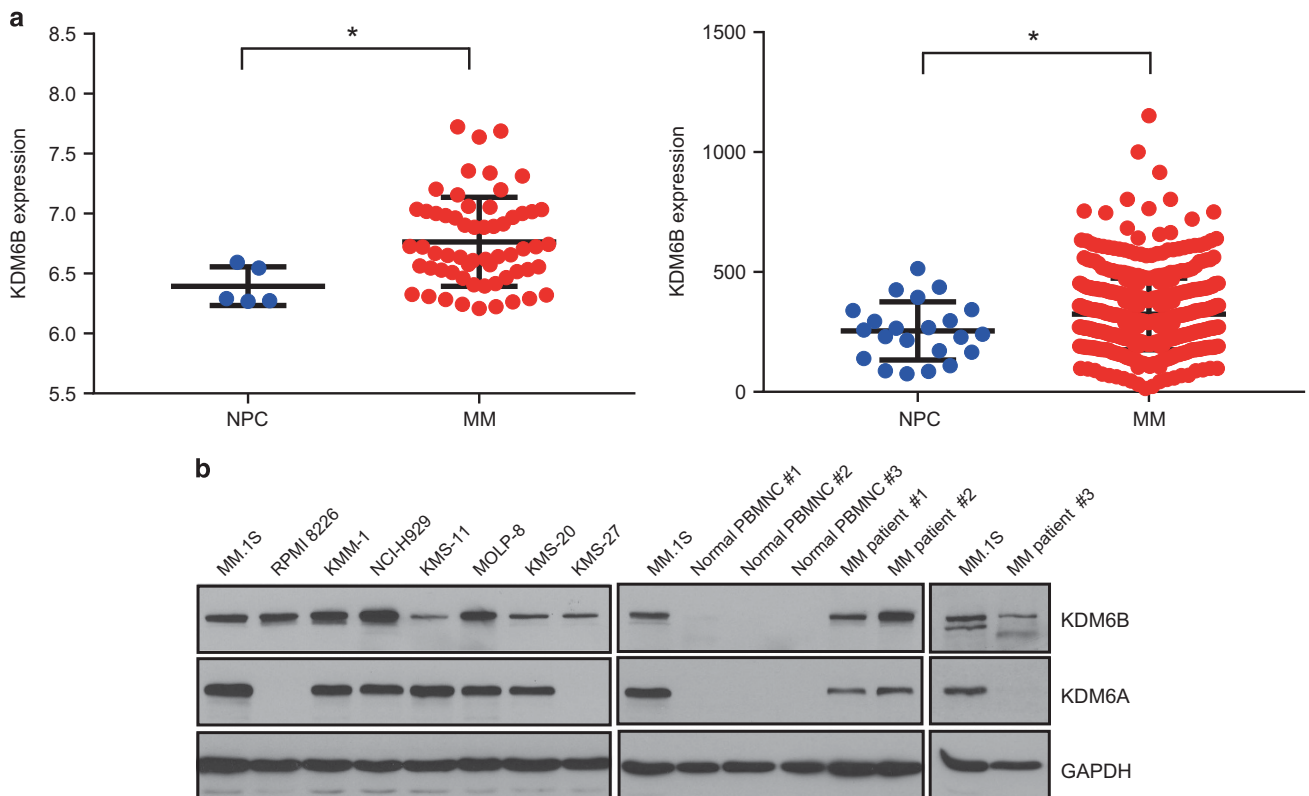 a
8.5
8.0
7.5
7.0
6.5
6.0
5.5
KDM6B expression
*
NPC
MM
1500
1000
500
0
KDM6B expression
*
NPC
MM
b
MM.1S
RPMI 8226
KMM-1
NCI-H929
KMS-11
MOLP-8
KMS-20
KMS-27
MM.1S
Normal PBMNC #1
Normal PBMNC #2
Normal PBMNC #3
MM patient #1
MM patient #2
MM.1S
MM patient #3
KDM6B
KDM6A
GAPDH